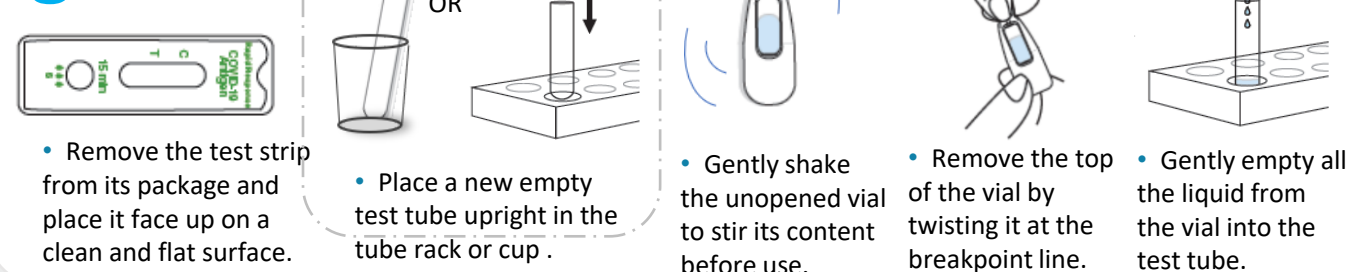 OR
T
C
15 min
6
Rapid Response
COVID-19
Antigen
• Remove the test strip
from its package and
place it face up on a
clean and flat surface.
• Place a new empty
test tube upright in the
tube rack or cup .
• Gently shake
the unopened vial
to stir its content
before use.
• Remove the top
of the vial by
twisting it at the
breakpoint line.
• Gently empty all
the liquid from
the vial into the
test tube.